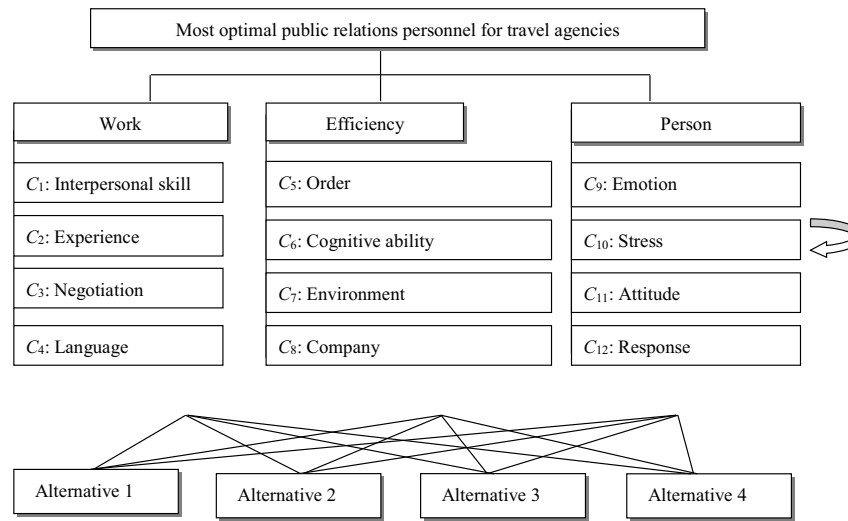 Most optimal public relations personnel for travel agencies
Work
Efficiency
Person
C1: Interpersonal skill
C5: Order
C9: Emotion
C2: Experience
C6: Cognitive ability
C10: Stress
C3: Negotiation
C7: Environment
C11: Attitude
C4: Language
C8: Company
C12: Response
Alternative 1
Alternative 2
Alternative 3
Alternative 4